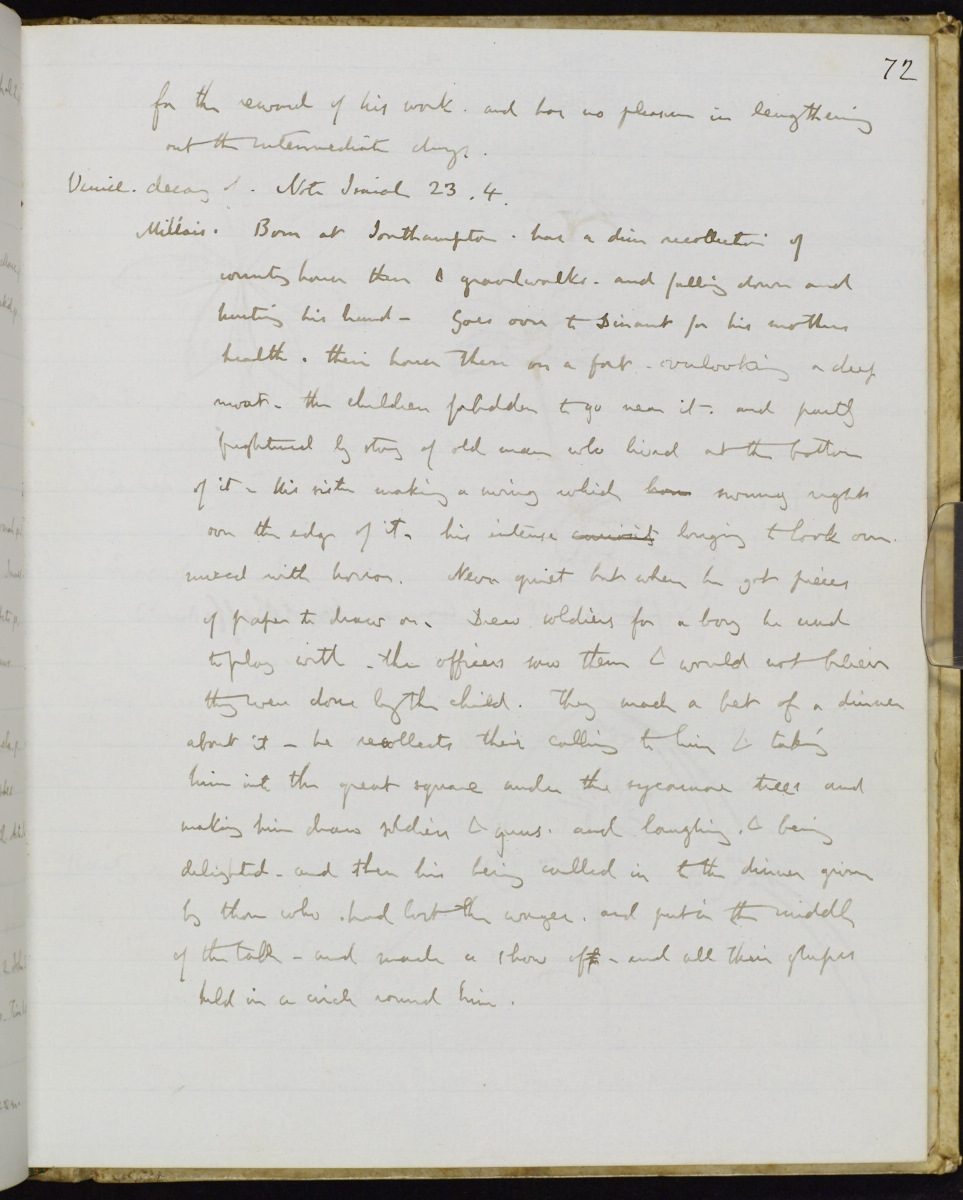 72
for the reward of his work. and has no pleasure in lengthening
out the intermediate days.
Venice. decay of. Note Isaiah 23. 4.
Millais. Born at Southampton. has a dim recollection of
country house there & gravelwalks. and falling down and
hurting his head - Goes over to Dinant for his mothers
health. their house there on a fort - overlooking a deep
moat - the children forbidden to go near it. and partly
frightened by story of old man who lived at the bottom
of it - his sister making a swing which swung right
over the edge of it. his intense curiosity longing to look over.
mixed with horror. Never quiet but when he got pieces
of paper to draw on. Drew soldiers for a boy he used
to play with - the officers saw them & would not believe
they were done by the child. They made a bet of a dinner
about it - he recollects their calling to him & taking
him into the great square under the sycamore trees and
making him draw soldiers & guns. and laughing. & being
delighted - and then his being called in to the dinner given
by those who had lost the wager. and put in the middle
of the table - and made a show of - and all their glasses
held in a circle round him.